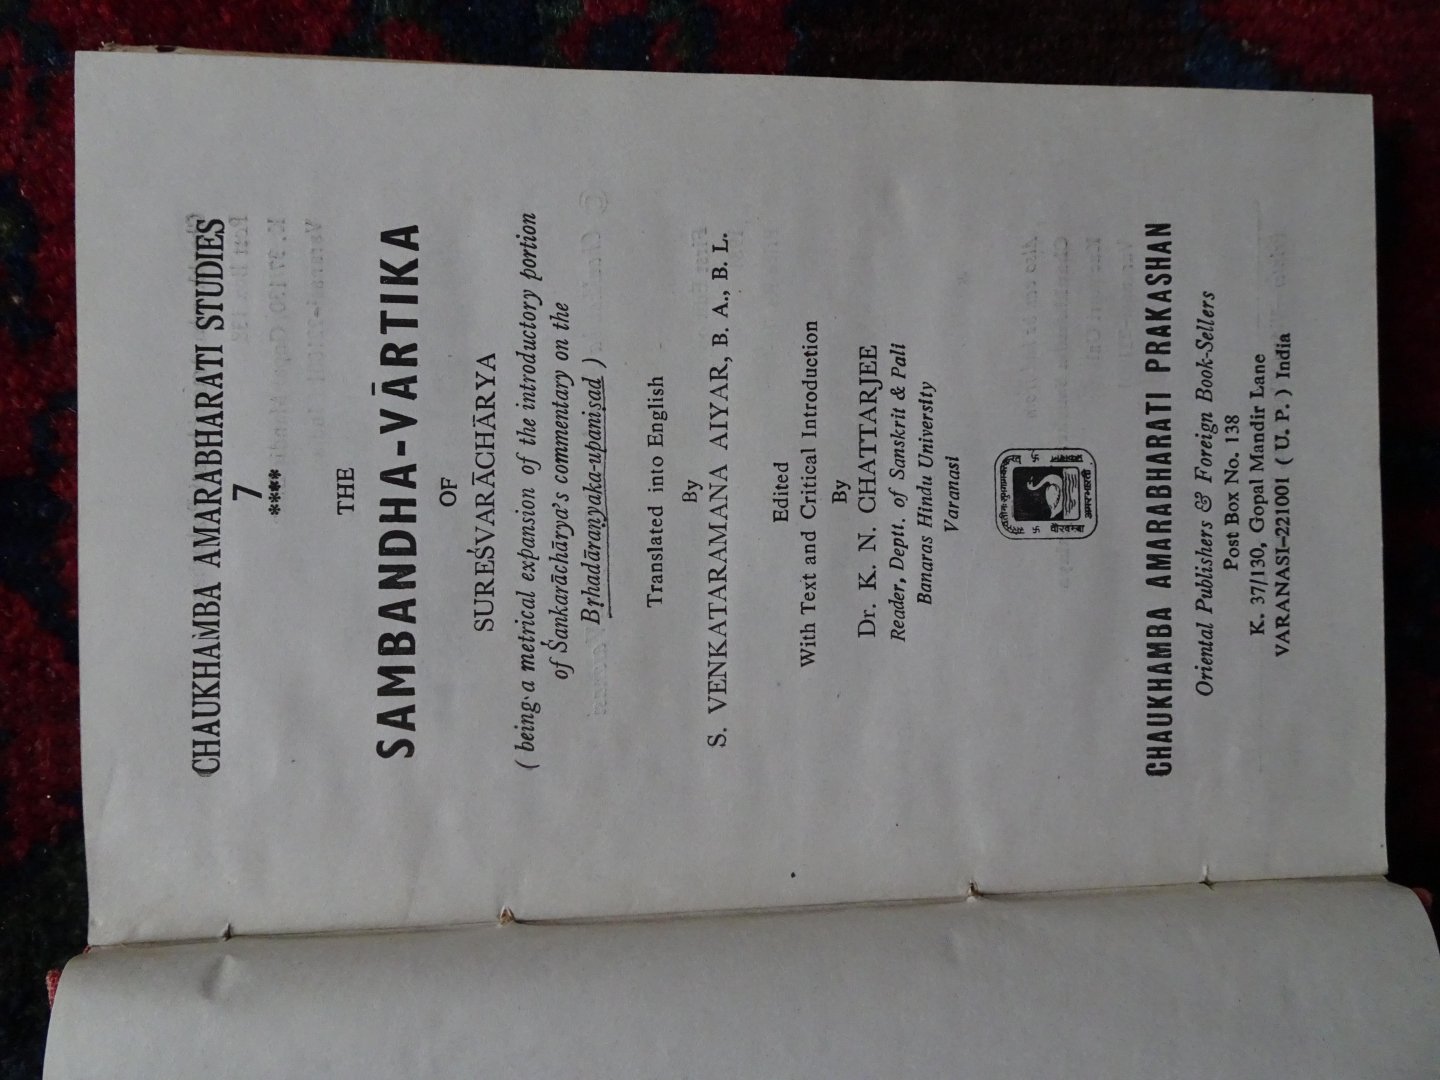 CHAUKHAMBA AMARABHARATI STUDIES
7
***
THE
SAMBANDHA-VĀRTIKA
OF
SUREŚVARĀCHĀRYA
( being a metrical expansion of the introductory portion
of Śankarāchārya's commentary on the
Bṛhadāraṇyaka-upaniṣad )
Translated into English
By
S. VENKATARAMANA AIYAR, B. A., B. L.
Edited
With Text and Critical Introduction
By
Dr. K. N. CHATTARJEE
Reader, Deptt. of Sanskrit & Pali
Banaras Hindu University
Varanasi
चौखम्बा
अमरभारती
CHAUKHAMBA AMARABHARATI PRAKASHAN
Oriental Publishers & Foreign Book-Sellers
Post Box No. 138
K. 37/130, Gopal Mandir Lane
VARANASI-221001 ( U. P. ) India